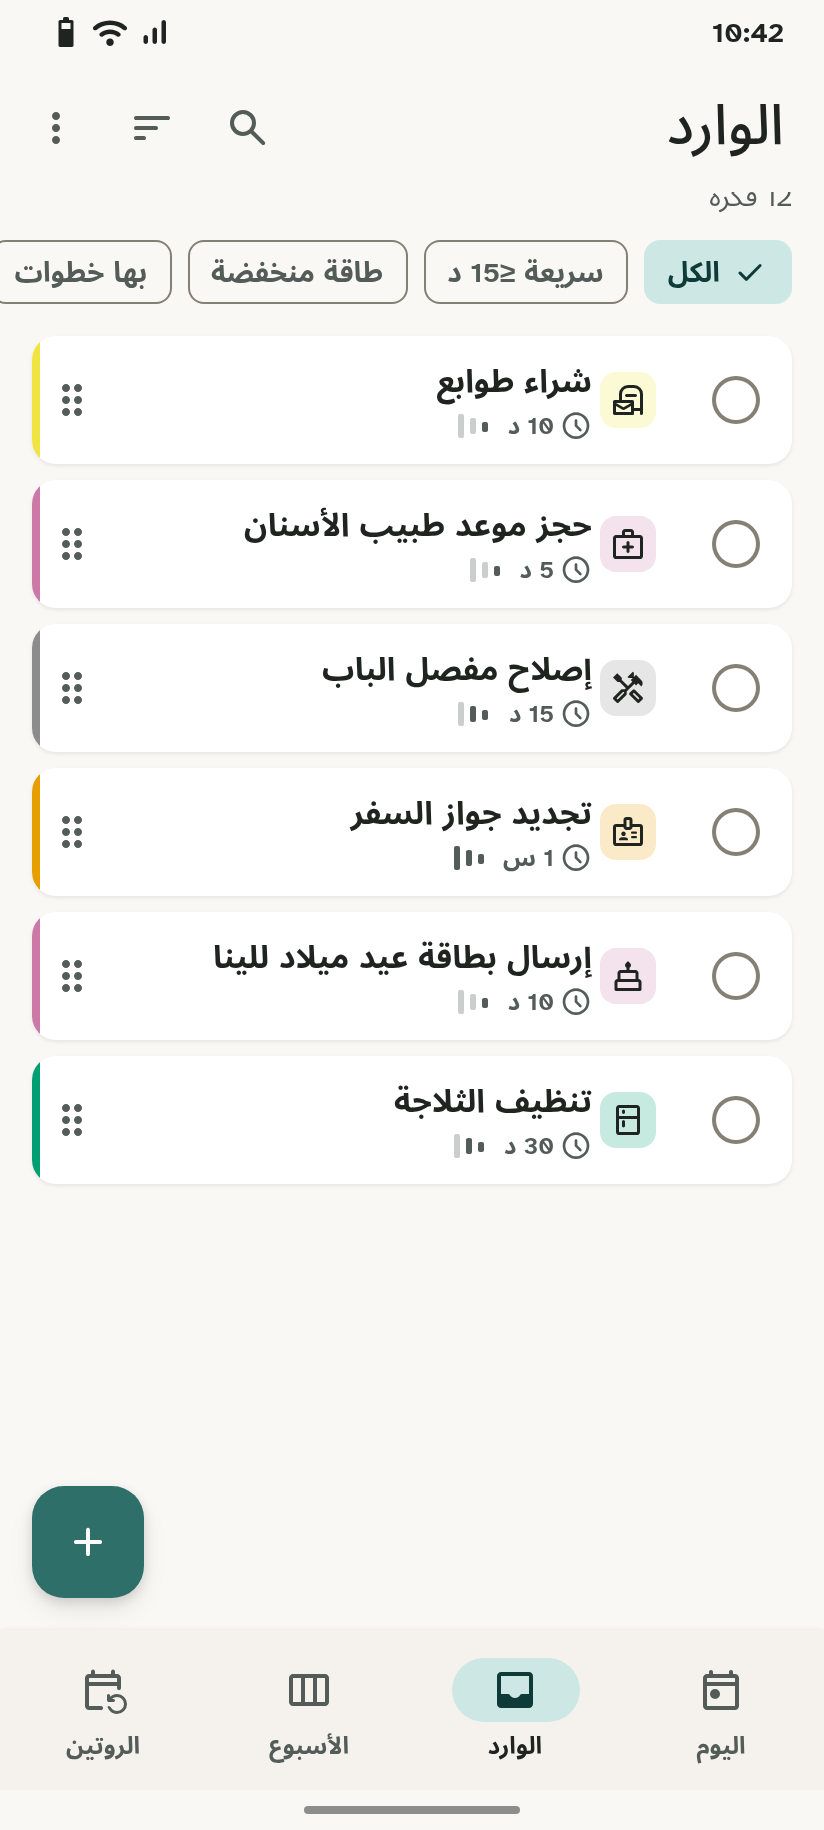 10:42
الوارد
12 فكرة
الكل
سريعة ≤15 د
طاقة منخفضة
بها خطوات
شراء طوابع
10 د
حجز موعد طبيب الأسنان
5 د
إصلاح مفصل الباب
15 د
تجديد جواز السفر
1 س
إرسال بطاقة عيد ميلاد للينا
10 د
تنظيف الثلاجة
30 د
اليوم
الوارد
الأسبوع
الروتين